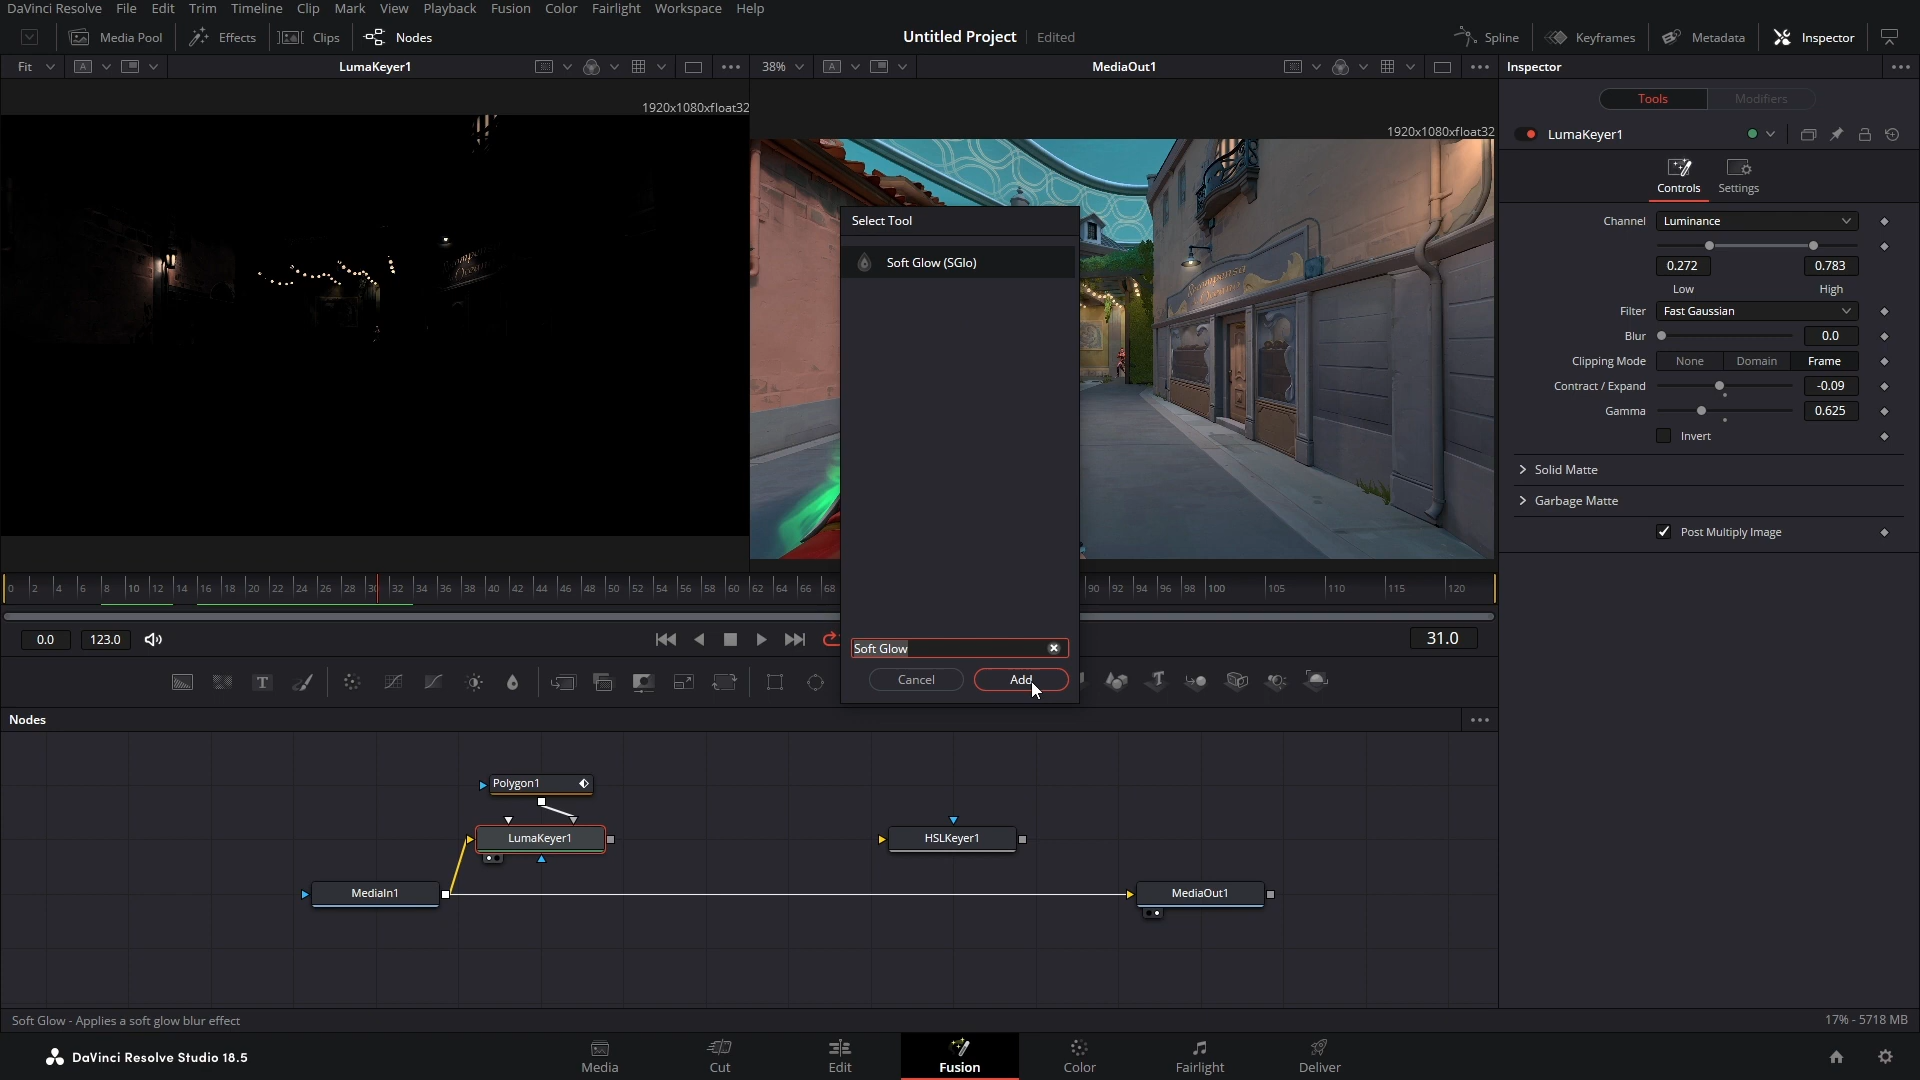 DaVinci Resolve File Edit Trim Timeline Clip Mark View Playback Fusion Color Fairlight Workspace Help
Media Pool Effects Clips Nodes Untitled Project Edited Spline Keyframes Metadata Inspector
Fit LumaKeyer1 38% MediaOut1 Inspector
1920x1080xfloat32
1920x1080xfloat32
Tools Modifiers
LumaKeyer1
Controls Settings
Channel Luminance
0.272 0.783
Low High
Filter Fast Gaussian
Blur 0.0
Clipping Mode None Domain Frame
Contract / Expand -0.09
Gamma 0.625
Invert
Solid Matte
Garbage Matte
Post Multiply Image
Select Tool
Soft Glow (SGlo)
Soft Glow
Cancel Add
0 2 4 6 8 10 12 14 16 18 20 22 24 26 28 32 34 36 38 40 42 44 46 48 50 52 54 56 58 60 62 64 66 68 90 92 94 96 98 100 105 110 115 120
0.0 123.0 31.0
Nodes
Polygon1
LumaKeyer1 HSLKeyer1
MediaIn1 MediaOut1
Soft Glow - Applies a soft glow blur effect 17% - 5718 MB
DaVinci Resolve Studio 18.5 Media Cut Edit Fusion Color Fairlight Deliver